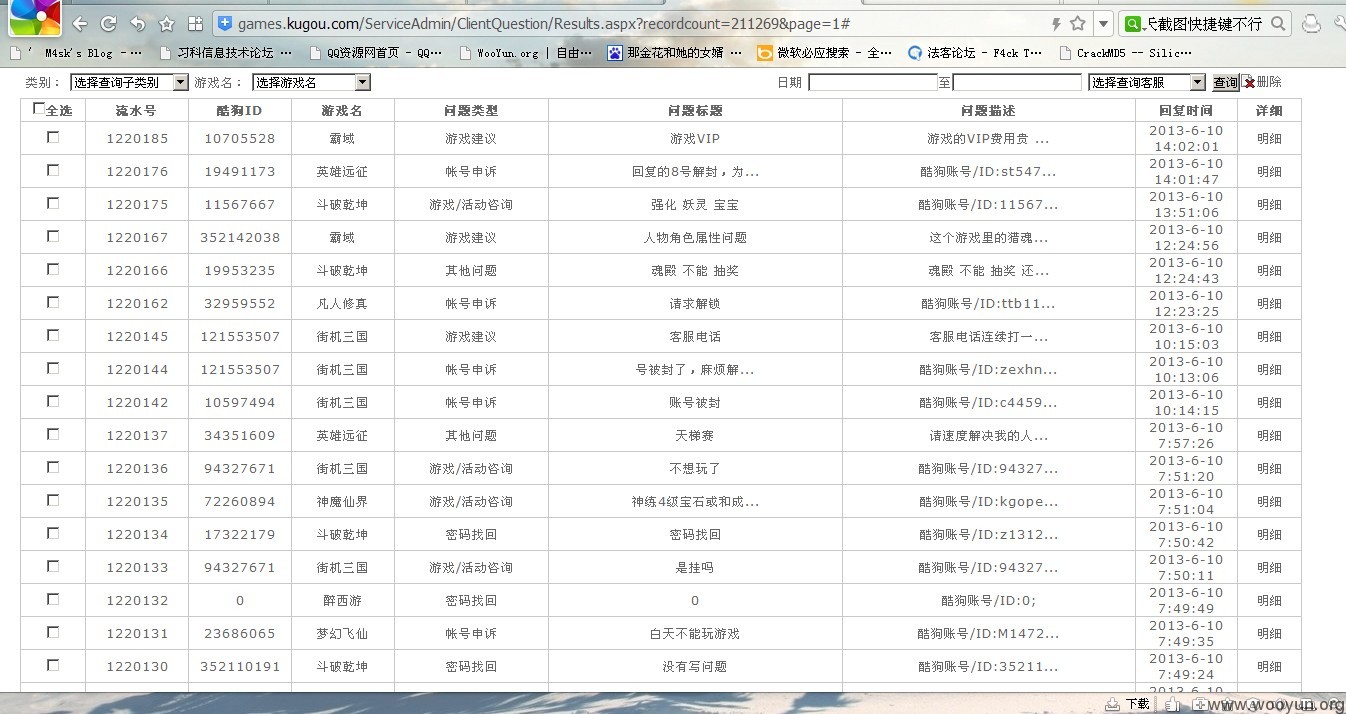 games.kugou.com/ServiceAdmin/ClientQuestion/Results.aspx?recordcount=211269&page=1#
截图快捷键不行
' M4sk's Blog - ··· 习科信息技术论坛 ··· QQ资源网首页 - QQ··· WooYun.org | 自由··· 那金花和她的女婿 ··· 微软必应搜索 - 全··· 法客论坛 - F4ck T··· CrackMD5 -- Silic···
类别： 选择查询子类别 游戏名： 选择游戏名 日期 至 选择查询客服 查询 删除
全选 流水号 酷狗ID 游戏名 问题类型 问题标题 问题描述 回复时间 详细
1220185 10705528 霸域 游戏建议 游戏VIP 游戏的VIP费用贵 ... 2013-6-10 14:02:01 明细
1220176 19491173 英雄远征 帐号申诉 回复的8号解封，为... 酷狗账号/ID:st547... 2013-6-10 14:01:47 明细
1220175 11567667 斗破乾坤 游戏/活动咨询 强化 妖灵 宝宝 酷狗账号/ID:11567... 2013-6-10 13:51:06 明细
1220167 352142038 霸域 游戏建议 人物角色属性问题 这个游戏里的猎魂... 2013-6-10 12:24:56 明细
1220166 19953235 斗破乾坤 其他问题 魂殿 不能 抽奖 魂殿 不能 抽奖 还... 2013-6-10 12:24:43 明细
1220162 32959552 凡人修真 帐号申诉 请求解锁 酷狗账号/ID:ttb11... 2013-6-10 12:23:25 明细
1220145 121553507 街机三国 游戏建议 客服电话 客服电话连续打一... 2013-6-10 10:15:03 明细
1220144 121553507 街机三国 帐号申诉 号被封了，麻烦解... 酷狗账号/ID:zexhn... 2013-6-10 10:13:06 明细
1220142 10597494 街机三国 帐号申诉 账号被封 酷狗账号/ID:c4459... 2013-6-10 10:14:15 明细
1220137 34351609 英雄远征 其他问题 天梯赛 请速度解决我的人... 2013-6-10 7:57:26 明细
1220136 94327671 街机三国 游戏/活动咨询 不想玩了 酷狗账号/ID:94327... 2013-6-10 7:51:20 明细
1220135 72260894 神魔仙界 游戏/活动咨询 神练4级宝石或和成... 酷狗账号/ID:kgope... 2013-6-10 7:51:04 明细
1220134 17322179 斗破乾坤 密码找回 密码找回 酷狗账号/ID:z1312... 2013-6-10 7:50:42 明细
1220133 94327671 街机三国 游戏/活动咨询 是挂吗 酷狗账号/ID:94327... 2013-6-10 7:50:11 明细
1220132 0 醉西游 密码找回 0 酷狗账号/ID:0; 2013-6-10 7:49:49 明细
1220131 23686065 梦幻飞仙 帐号申诉 白天不能玩游戏 酷狗账号/ID:M1472... 2013-6-10 7:49:35 明细
1220130 352110191 斗破乾坤 密码找回 没有写问题 酷狗账号/ID:35211... 2013-6-10 7:49:24 明细
下载
www.wooyun.org